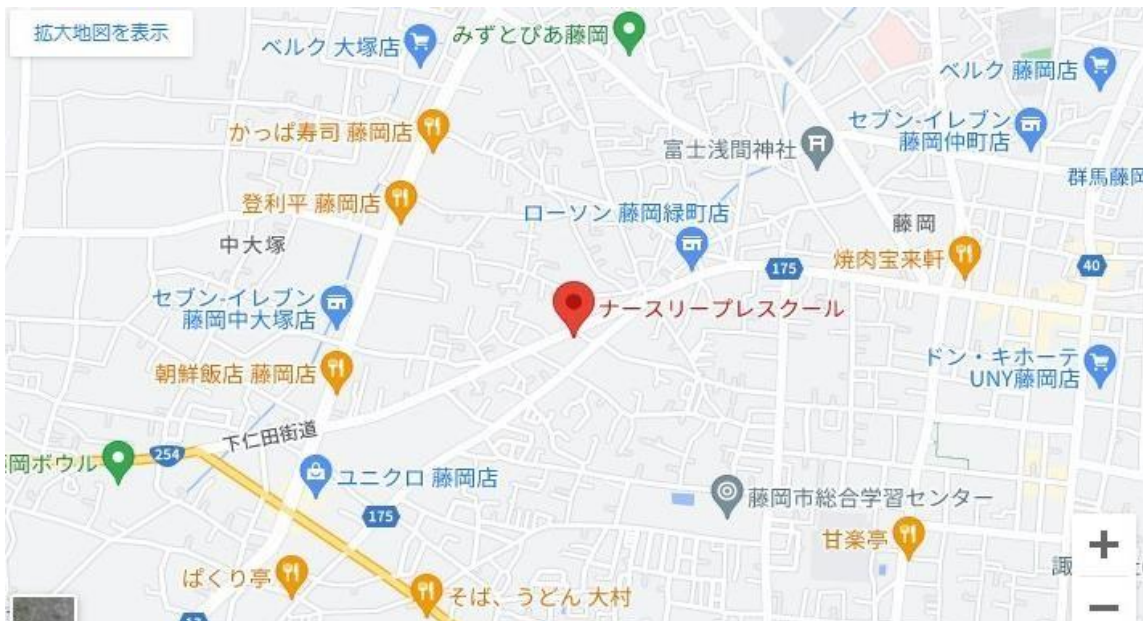 拡大地図を表示
ベルク 大塚店
みずとぴあ藤岡
ベルク 藤岡店
かっぱ寿司 藤岡店
セブン-イレブン
藤岡仲町店
富士浅間神社
群馬藤岡
登利平 藤岡店
ローソン 藤岡緑町店
中大塚
藤岡
焼肉宝来軒
175
40
セブン-イレブン
藤岡中大塚店
ナースリープレスクール
朝鮮飯店 藤岡店
ドン・キホーテ
UNY藤岡店
下仁田街道
岡ボウル
254
ユニクロ 藤岡店
藤岡市総合学習センター
175
甘楽亭
+
ぱくり亭
そば、うどん 大村
−